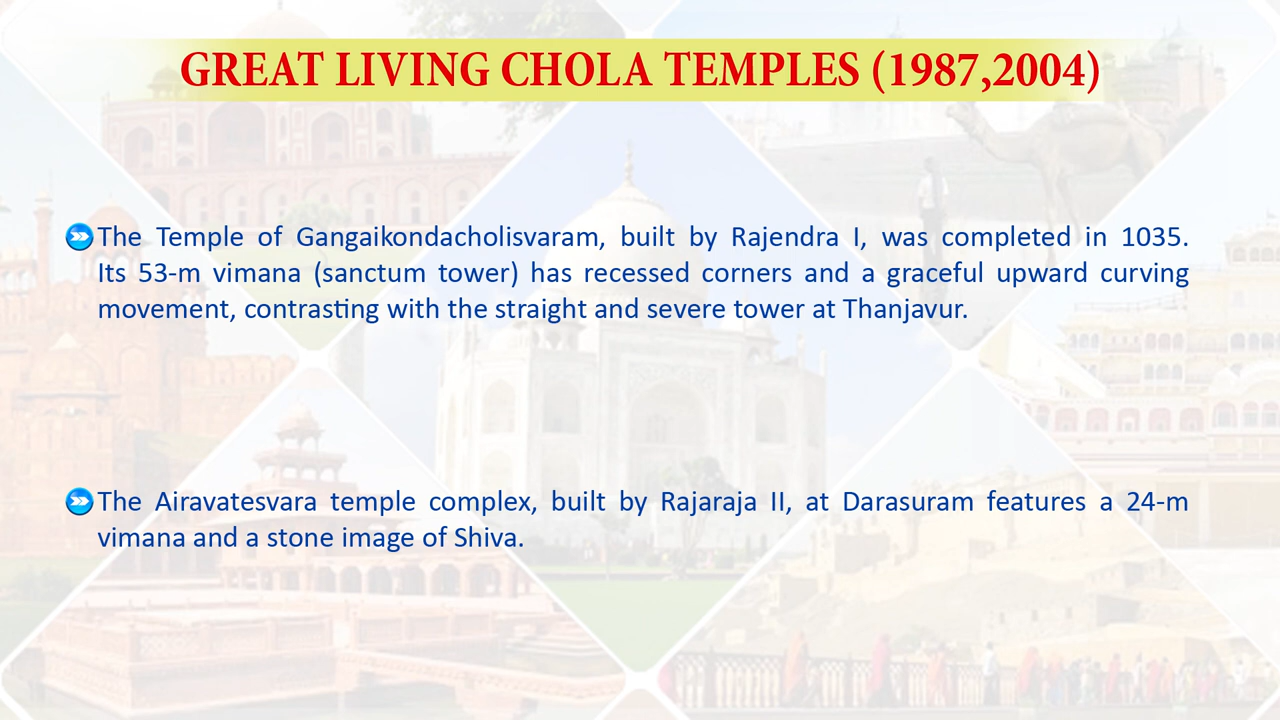 GREAT LIVING CHOLA TEMPLES (1987,2004)
The Temple of Gangaikondacholisvaram, built by Rajendra I, was completed in 1035.
Its 53-m vimana (sanctum tower) has recessed corners and a graceful upward curving
movement, contrasting with the straight and severe tower at Thanjavur.
The Airavatesvara temple complex, built by Rajaraja II, at Darasuram features a 24-m
vimana and a stone image of Shiva.